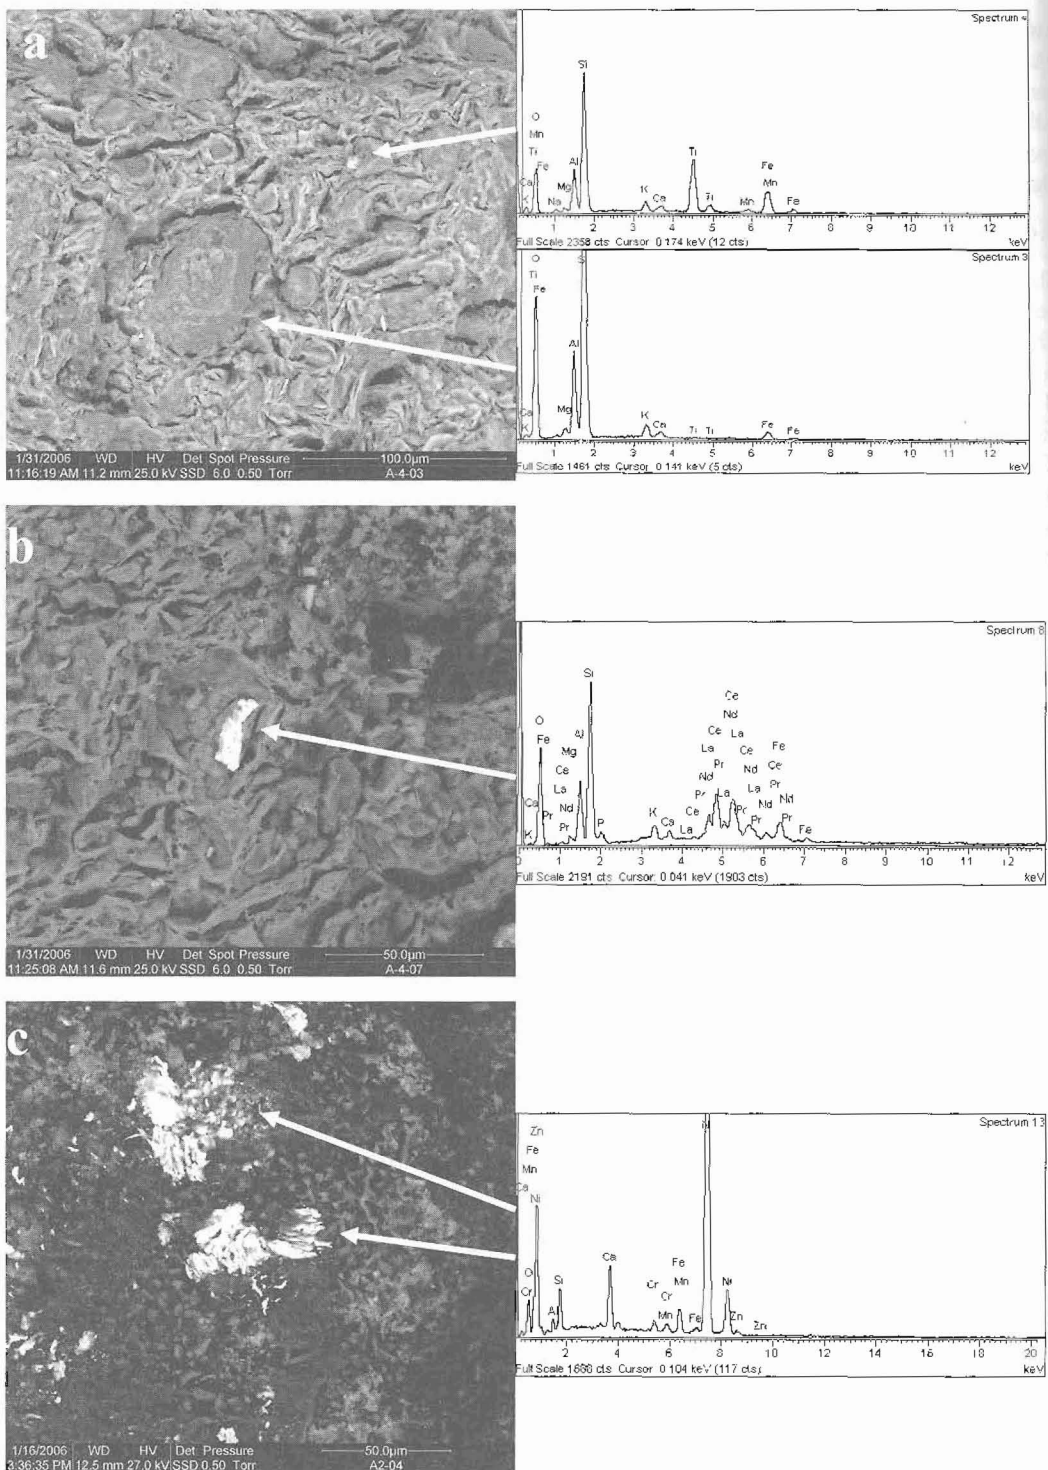 a
Spectrum 4
Si
O
Mn
Ti
Ti
Fe
Fe
Al
Mn
Ca
Mg
K
K
Na
Ca
Ti
Mn
Fe
1 2 3 4 5 6 7 8 9 10 11 12
Full Scale 2358 cts Cursor 0.174 keV (12 cts)
keV
Spectrum 3
O
Ti
Fe
Al
Ca
Mg
K
K
Ca
Fe
Ti
Ti
Fe
1 2 3 4 5 6 7 8 9 10 11 12
Full Scale 1461 cts Cursor 0.141 keV (5 cts)
keV
1/31/2006 WD HV Det Spot Pressure 100.0µm
11:16:19 AM 11.2 mm 25.0 kV SSD 6.0 0.50 Torr A-4-03
b
Spectrum 8
Si
Ce
O
Nd
Fe
Al
Ce La
Mg
La Ce Fe
Ce
Pr Nd Ce
Ca
La
Nd La Pr
Pr
Nd
K
Pr La Pr Nd Nd
K
Pr
P
Ca
La
Ce
Pr
Pr
Fe
0 1 2 3 4 5 6 7 8 9 10 11 12
Full Scale 2191 cts Cursor: 0.041 keV (1903 cts)
keV
1/31/2006 WD HV Det Spot Pressure 50.0µm
11:25:08 AM 11.6 mm 25.0 kV SSD 6.0 0.50 Torr A-4-07
c
Spectrum 13
Zn
Fe
Mn
Ca
Ni
O
Cr
Si
Al
Ca
Fe
Cr
Mn
Cr
Mn
Fe
Ni
Zn
Zn
2 4 6 8 10 12 14 16 18 20
Full Scale 1668 cts Cursor 0.104 keV (117 cts)
keV
1/16/2006 WD HV Det Pressure 50.0µm
3:36:35 PM 12.5 mm 27.0 kV SSD 0.50 Torr A2-04